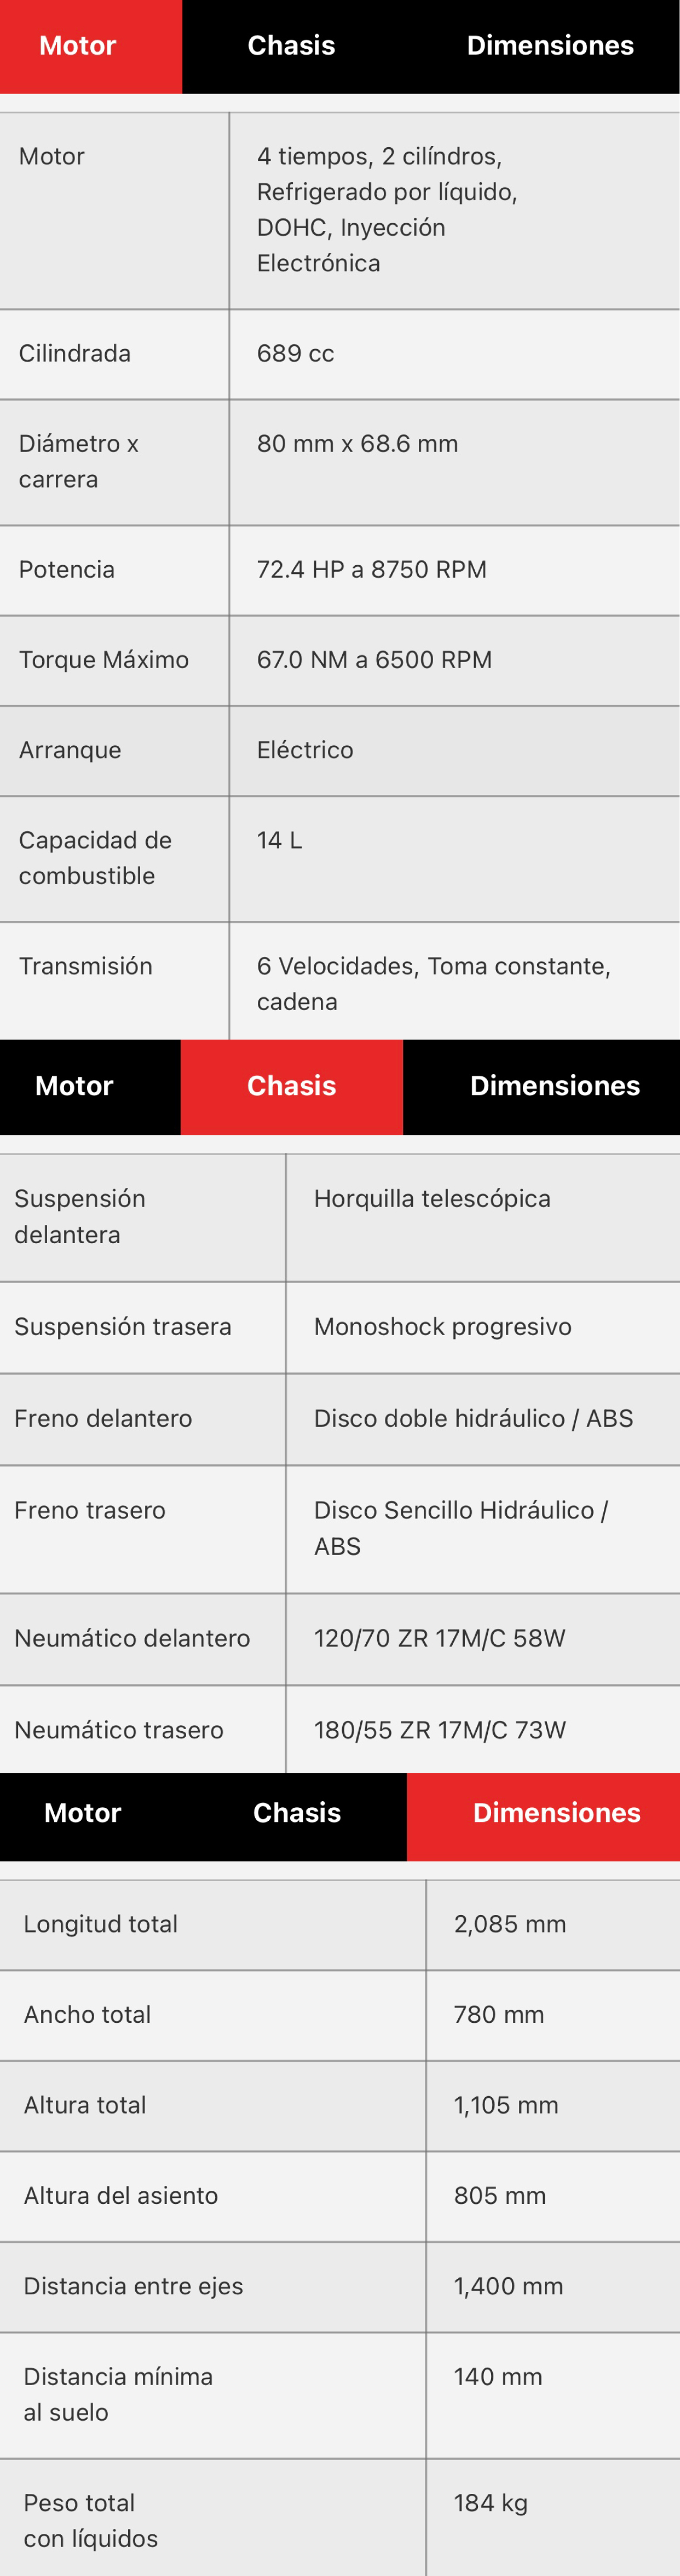 Motor Chasis Dimensiones
Motor 4 tiempos, 2 cilíndros,
Refrigerado por líquido,
DOHC, Inyección
Electrónica
Cilindrada 689 cc
Diámetro x 80 mm x 68.6 mm
carrera
Potencia 72.4 HP a 8750 RPM
Torque Máximo 67.0 NM a 6500 RPM
Arranque Eléctrico
Capacidad de 14 L
combustible
Transmisión 6 Velocidades, Toma constante,
cadena
Motor Chasis Dimensiones
Suspensión Horquilla telescópica
delantera
Suspensión trasera Monoshock progresivo
Freno delantero Disco doble hidráulico / ABS
Freno trasero Disco Sencillo Hidráulico /
ABS
Neumático delantero 120/70 ZR 17M/C 58W
Neumático trasero 180/55 ZR 17M/C 73W
Motor Chasis Dimensiones
Longitud total 2,085 mm
Ancho total 780 mm
Altura total 1,105 mm
Altura del asiento 805 mm
Distancia entre ejes 1,400 mm
Distancia mínima 140 mm
al suelo
Peso total 184 kg
con líquidos